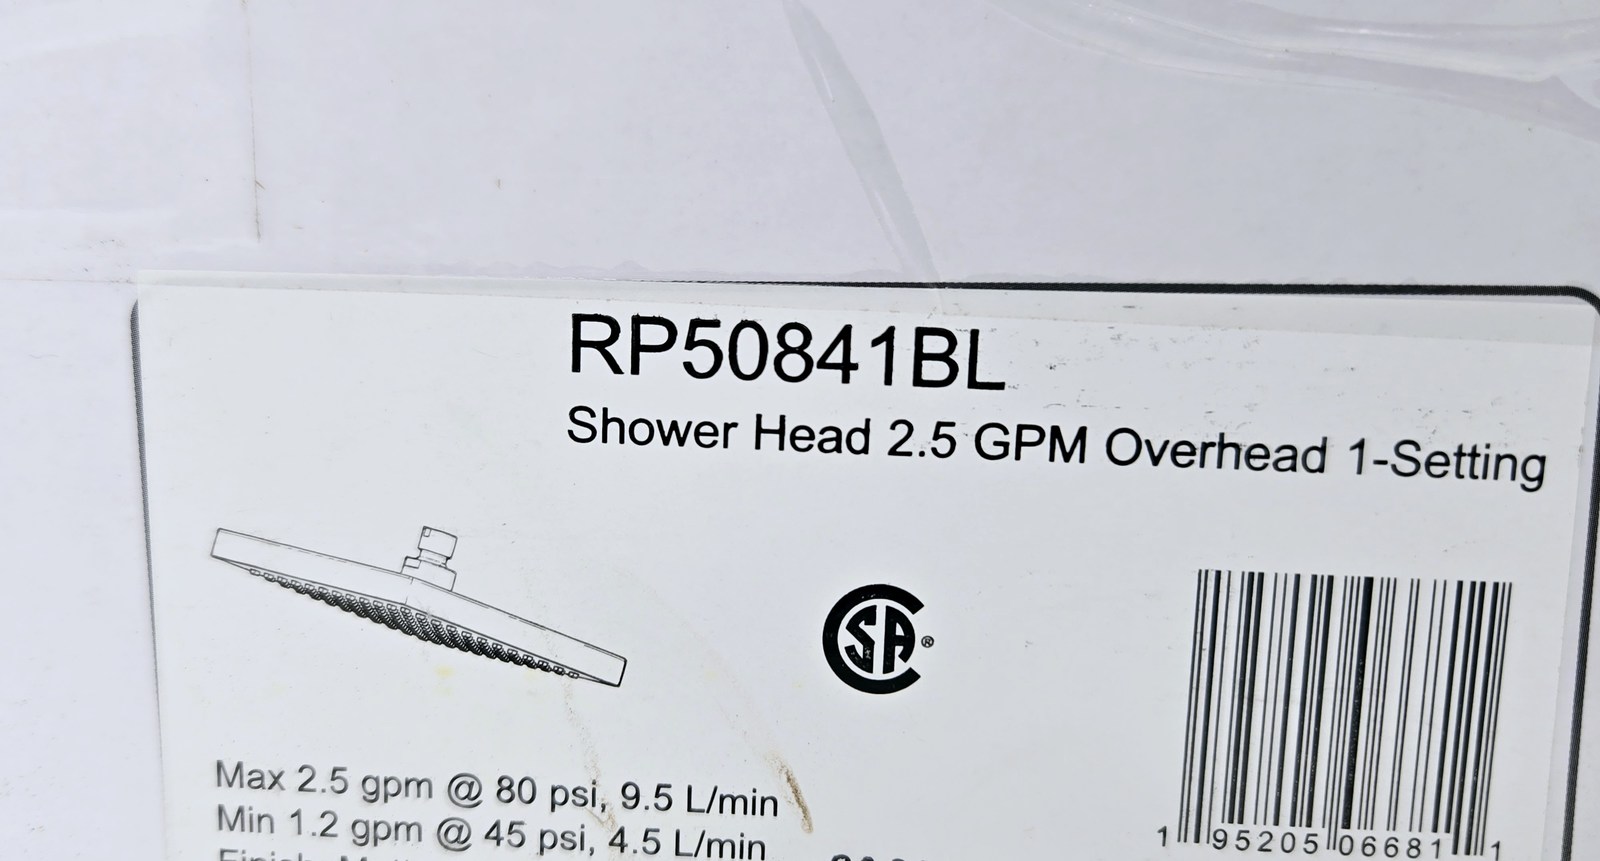 RP50841BL
Shower Head 2.5 GPM Overhead 1-Setting
CSA®
Max 2.5 gpm @ 80 psi, 9.5 L/min
Min 1.2 gpm @ 45 psi, 4.5 L/min
1 95205 06681 1